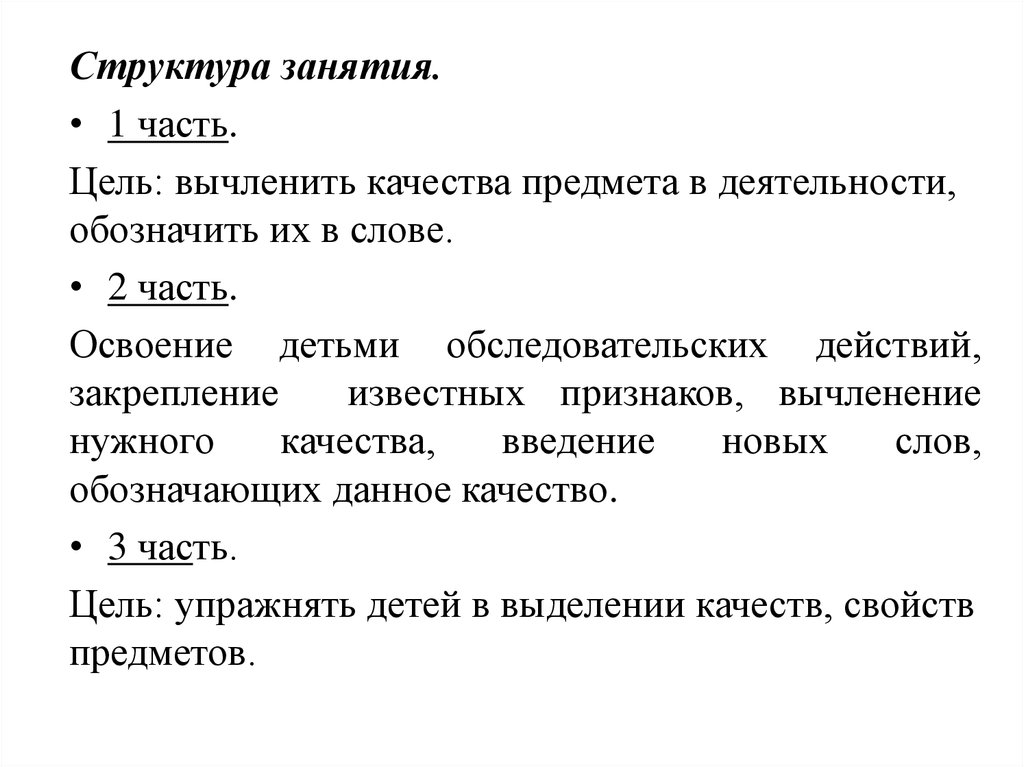 Структура занятия.
• 1 часть.
Цель: вычленить качества предмета в деятельности,
обозначить их в слове.
• 2 часть.
Освоение детьми обследовательских действий,
закрепление известных признаков, вычленение
нужного качества, введение новых слов,
обозначающих данное качество.
• 3 часть.
Цель: упражнять детей в выделении качеств, свойств
предметов.